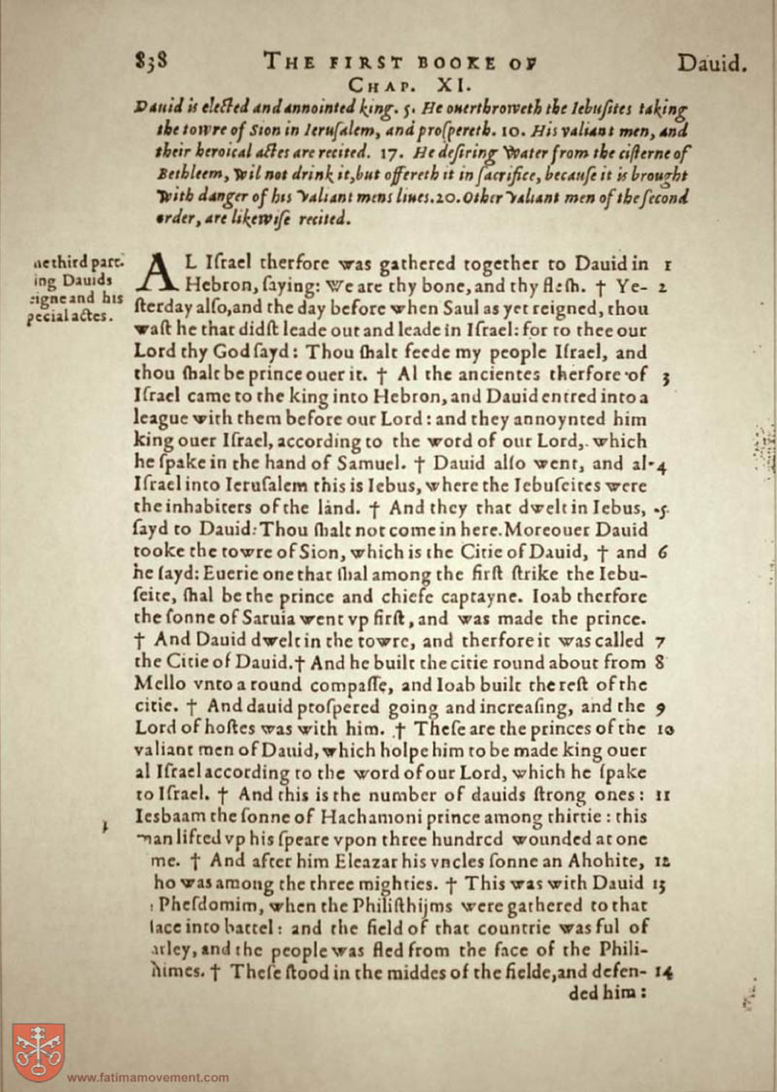 838 THE FIRST BOOKE OF Dauid.
CHAP. XI.
Dauid is elected and annointed king. 5. He ouerthroweth the Iebuſites taking
the towre of Sion in Ieruſalem, and proſpereth. 10. His valiant men, and
their heroical actes are recited. 17. He deſiring water from the ciſterne of
Bethleem, wil not drink it, but offereth it in ſacrifice, becauſe it is brought
with danger of his valiant mens liues. 20. Other valiant men of the ſecond
order, are likewiſe recited.
third part.
ing Dauids
eigne and his
pecial actes.
AL Iſrael therfore was gathered together to Dauid in 1
Hebron, ſaying: We are thy bone, and thy fleſh. † Ye- 2
ſterday alſo, and the day before when Saul as yet reigned, thou
waſt he that didſt leade out and leade in Iſrael: for to thee our
Lord thy God ſayd: Thou ſhalt feede my people Iſrael, and
thou ſhalt be prince ouer it. † Al the ancientes therfore of 3
Iſrael came to the king into Hebron, and Dauid entred into a
league with them before our Lord: and they annoynted him
king ouer Iſrael, according to the word of our Lord, which
he ſpake in the hand of Samuel. † Dauid alſo went, and al 4
Iſrael into Ieruſalem this is Iebus, where the Iebuſeites were
the inhabiters of the land. † And they that dwelt in Iebus, 5
ſayd to Dauid: Thou ſhalt not come in here. Moreouer Dauid
tooke the towre of Sion, which is the Citie of Dauid, † and 6
he ſayd: Euerie one that ſhal among the firſt ſtrike the Iebu-
ſeite, ſhal be the prince and chiefe captayne. Ioab therfore
the ſonne of Saruia went vp firſt, and was made the prince.
† And Dauid dwelt in the towre, and therfore it was called 7
the Citie of Dauid. † And he built the citie round about from 8
Mello vnto a round compaſſe, and Ioab built the reſt of the
citie. † And dauid proſpered going and increaſing, and the 9
Lord of hoſtes was with him. † Theſe are the princes of the 10
valiant men of Dauid, which holpe him to be made king ouer
al Iſrael according to the word of our Lord, which he ſpake
to Iſrael. † And this is the number of dauids ſtrong ones: 11
Iesbaam the ſonne of Hachamoni prince among thirtie: this
man lifted vp his ſpeare vpon three hundred wounded at one
me. † And after him Eleazar his vncles ſonne an Ahohite, 12
ho was among the three mighties. † This was with Dauid 13
Pheſdomim, when the Philiſthijms were gathered to that
lace into battel: and the field of that countrie was ful of
arley, and the people was fled from the face of the Phili-
himes. † Theſe ſtood in the middes of the fielde, and defen- 14
ded him:
www.fatimamovement.com